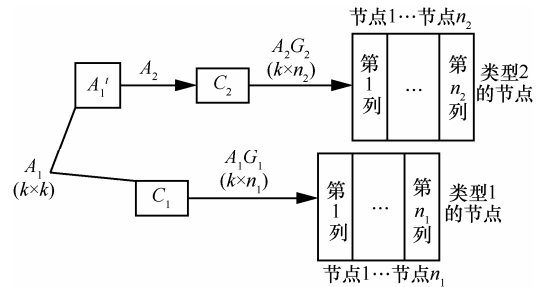 节点1…节点n₂
A₁ᵗ
A₂
C₂
A₂G₂
(k×n₂)
第1列
…
第n₂列
类型2
的节点
A₁
(k×k)
C₁
A₁G₁
(k×n₁)
第1列
…
第n₁列
类型1
的节点
节点1…节点n₁